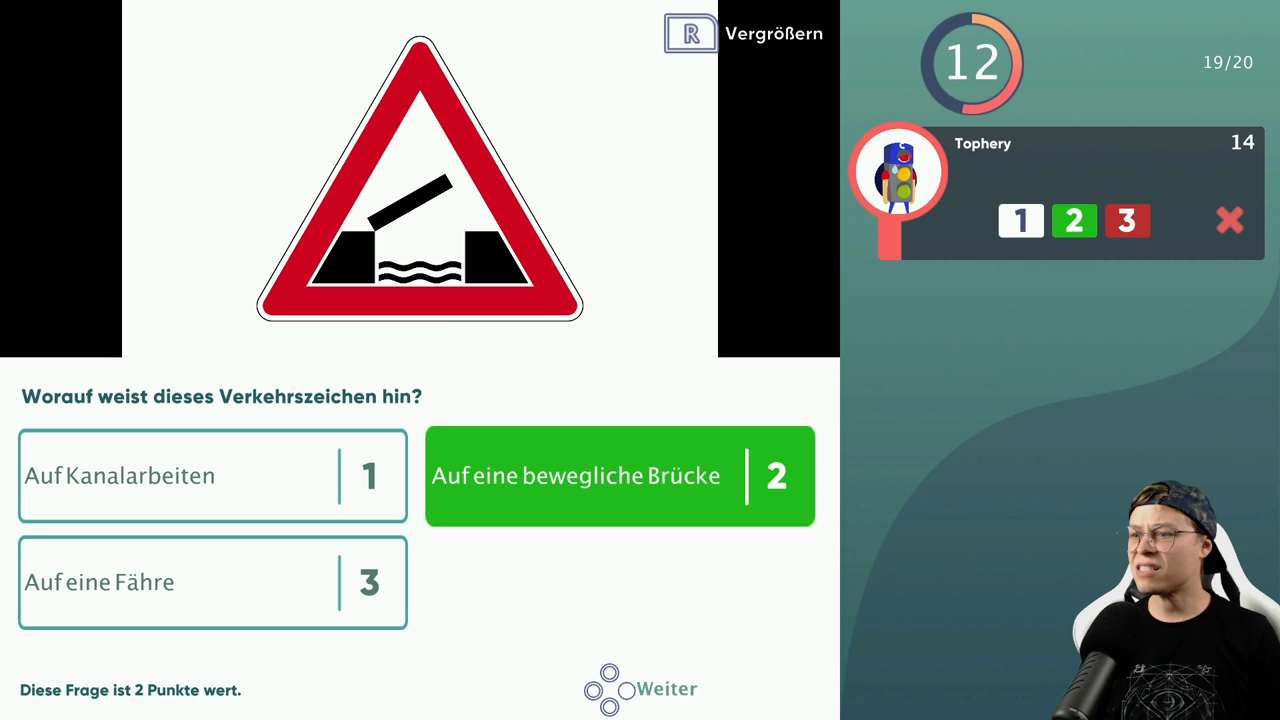 R Vergrößern
12
19/20
Tophery
14
1 2 3
Worauf weist dieses Verkehrszeichen hin?
Auf Kanalarbeiten 1
Auf eine bewegliche Brücke 2
Auf eine Fähre 3
Diese Frage ist 2 Punkte wert.
Weiter